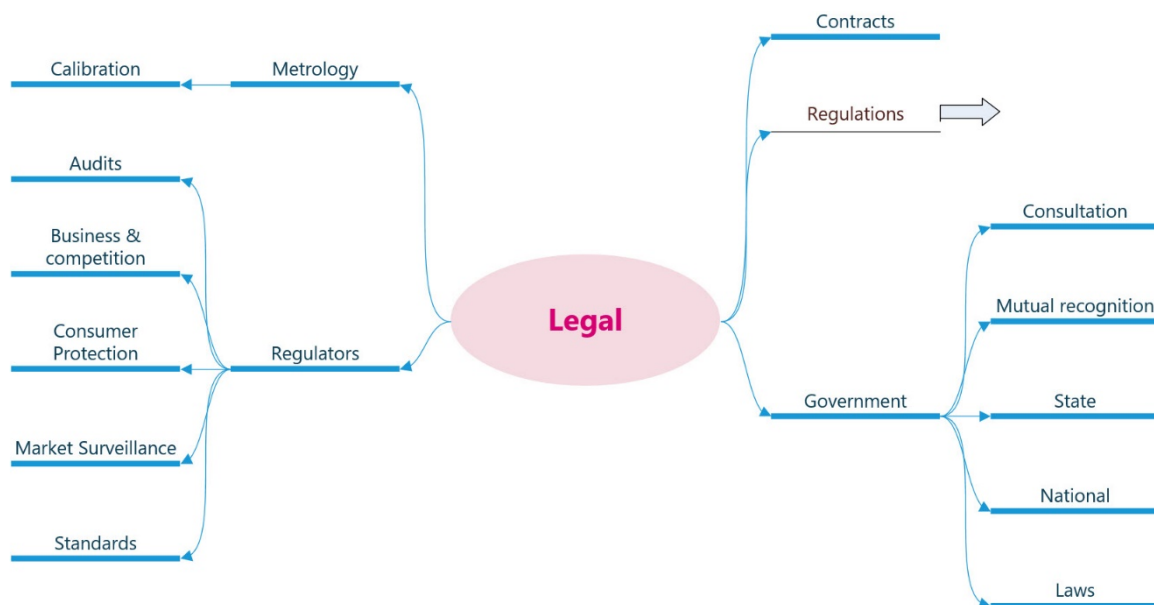 Contracts
Calibration
Metrology
Regulations
Audits
Consultation
Business &
competition
Mutual recognition
Legal
Consumer
Protection
Regulators
Government
State
Market Surveillance
National
Standards
Laws